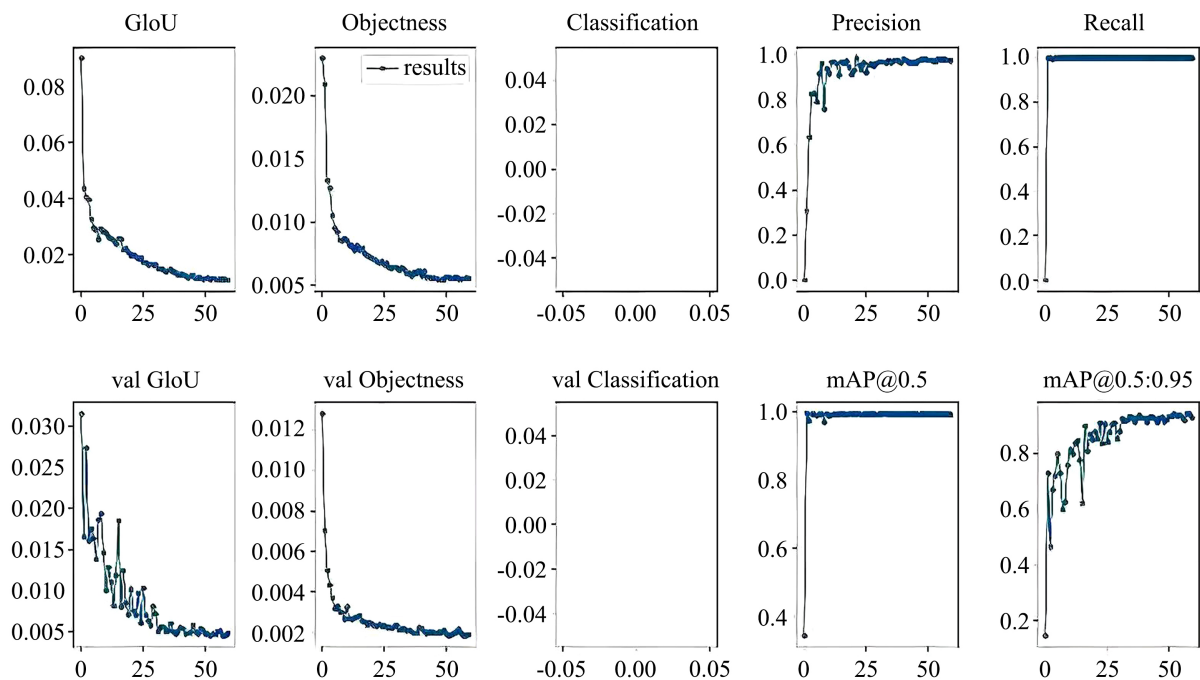 GIoU
0.08
0.06
0.04
0.02
0 25 50
Objectness
results
0.020
0.015
0.010
0.005
0 25 50
Classification
0.04
0.02
0.00
-0.02
-0.04
-0.05 0.00 0.05
Precision
1.0
0.8
0.6
0.4
0.2
0.0
0 25 50
Recall
1.0
0.8
0.6
0.4
0.2
0.0
0 25 50
val GIoU
0.030
0.025
0.020
0.015
0.010
0.005
0 25 50
val Objectness
0.012
0.010
0.008
0.006
0.004
0.002
0 25 50
val Classification
0.04
0.02
0.00
-0.02
-0.04
-0.05 0.00 0.05
mAP@0.5
1.0
0.8
0.6
0.4
0 25 50
mAP@0.5:0.95
0.8
0.6
0.4
0.2
0 25 50